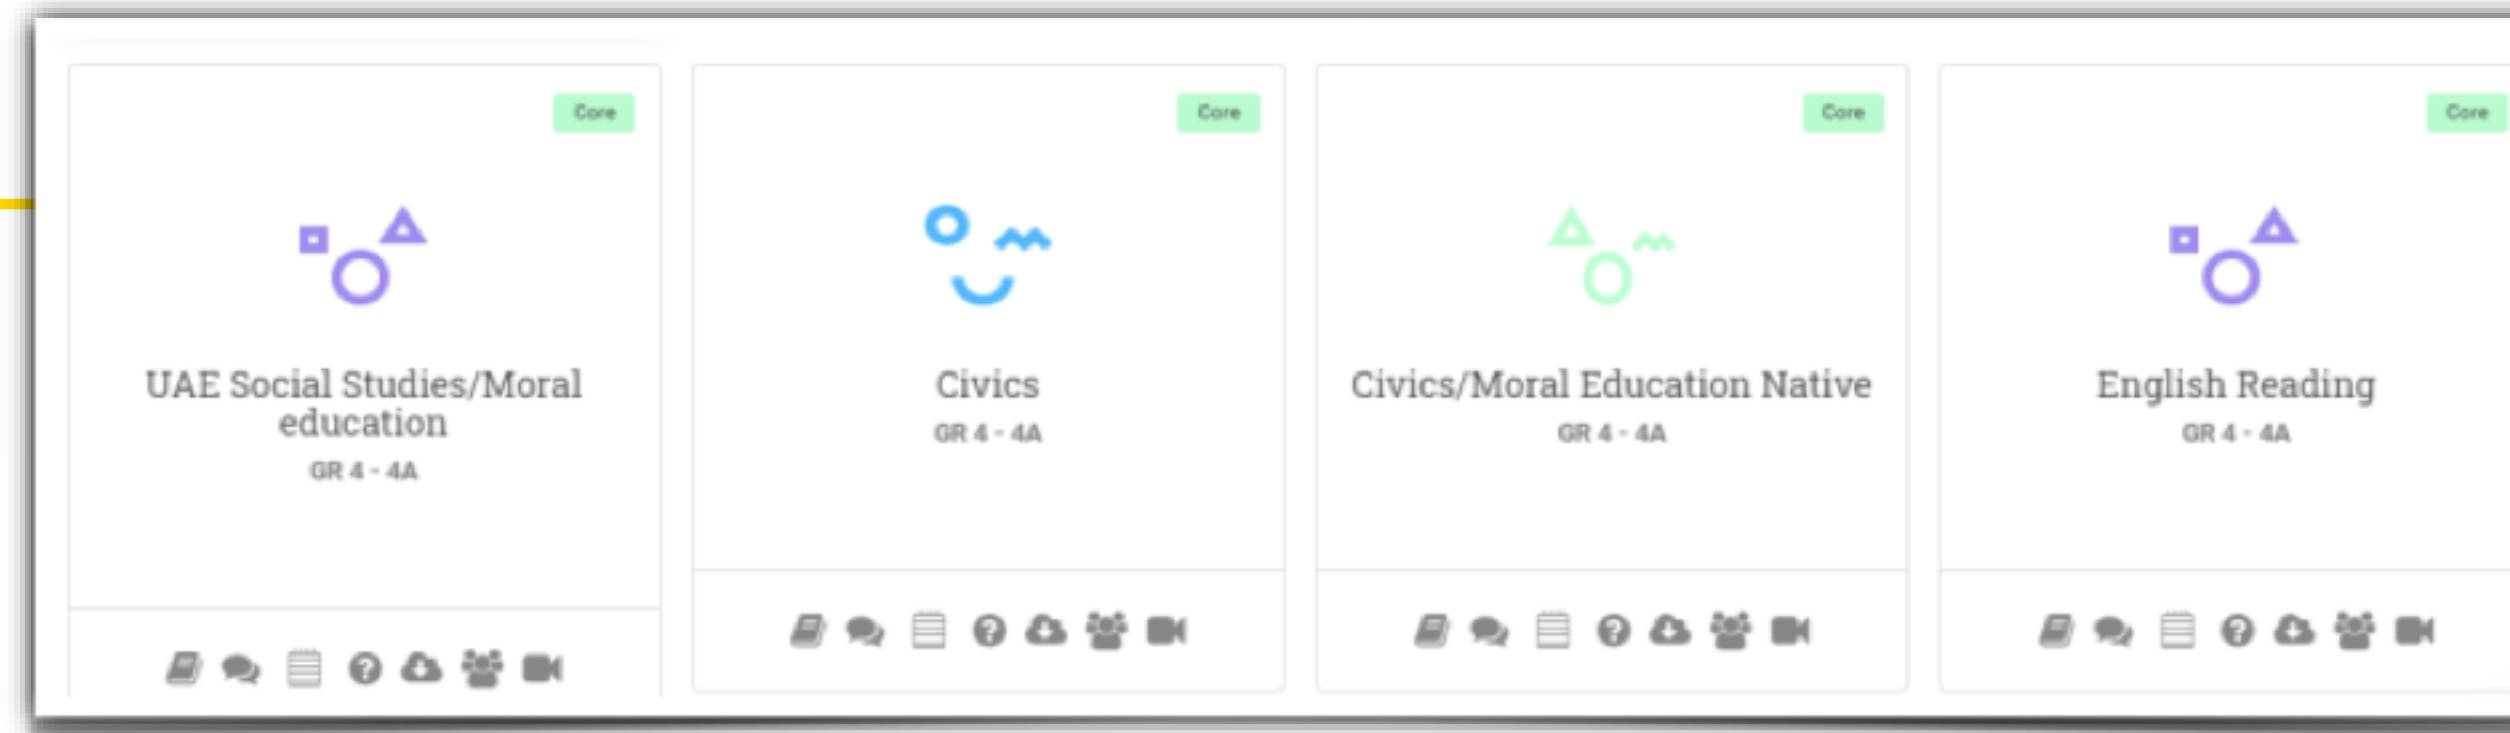 Core
UAE Social Studies/Moral
education
GR 4 - 4A
Core
Civics
GR 4 - 4A
Core
Civics/Moral Education Native
GR 4 - 4A
Core
English Reading
GR 4 - 4A